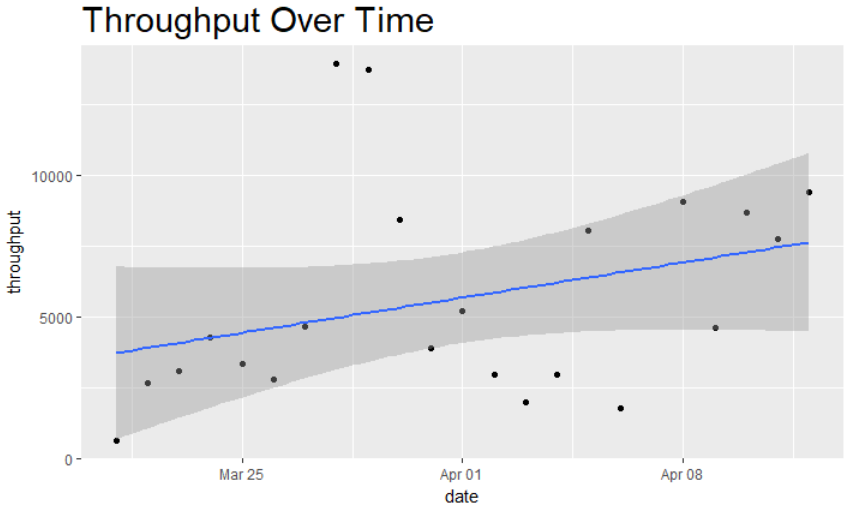 Throughput Over Time
throughput
10000
5000
0
Mar 25 Apr 01 Apr 08
date